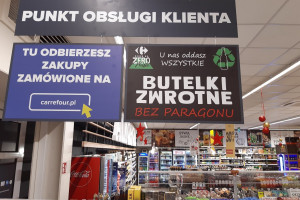 PUNKT OBSŁUGI KLIENTA
TU ODBIERZESZ
ZAKUPY
ZAMÓWIONE NA
carrefour.pl
ZERO
U nas oddasz
WSZYSTKIE
BUTELKI
ZWROTNE
BEZ PARAGONU